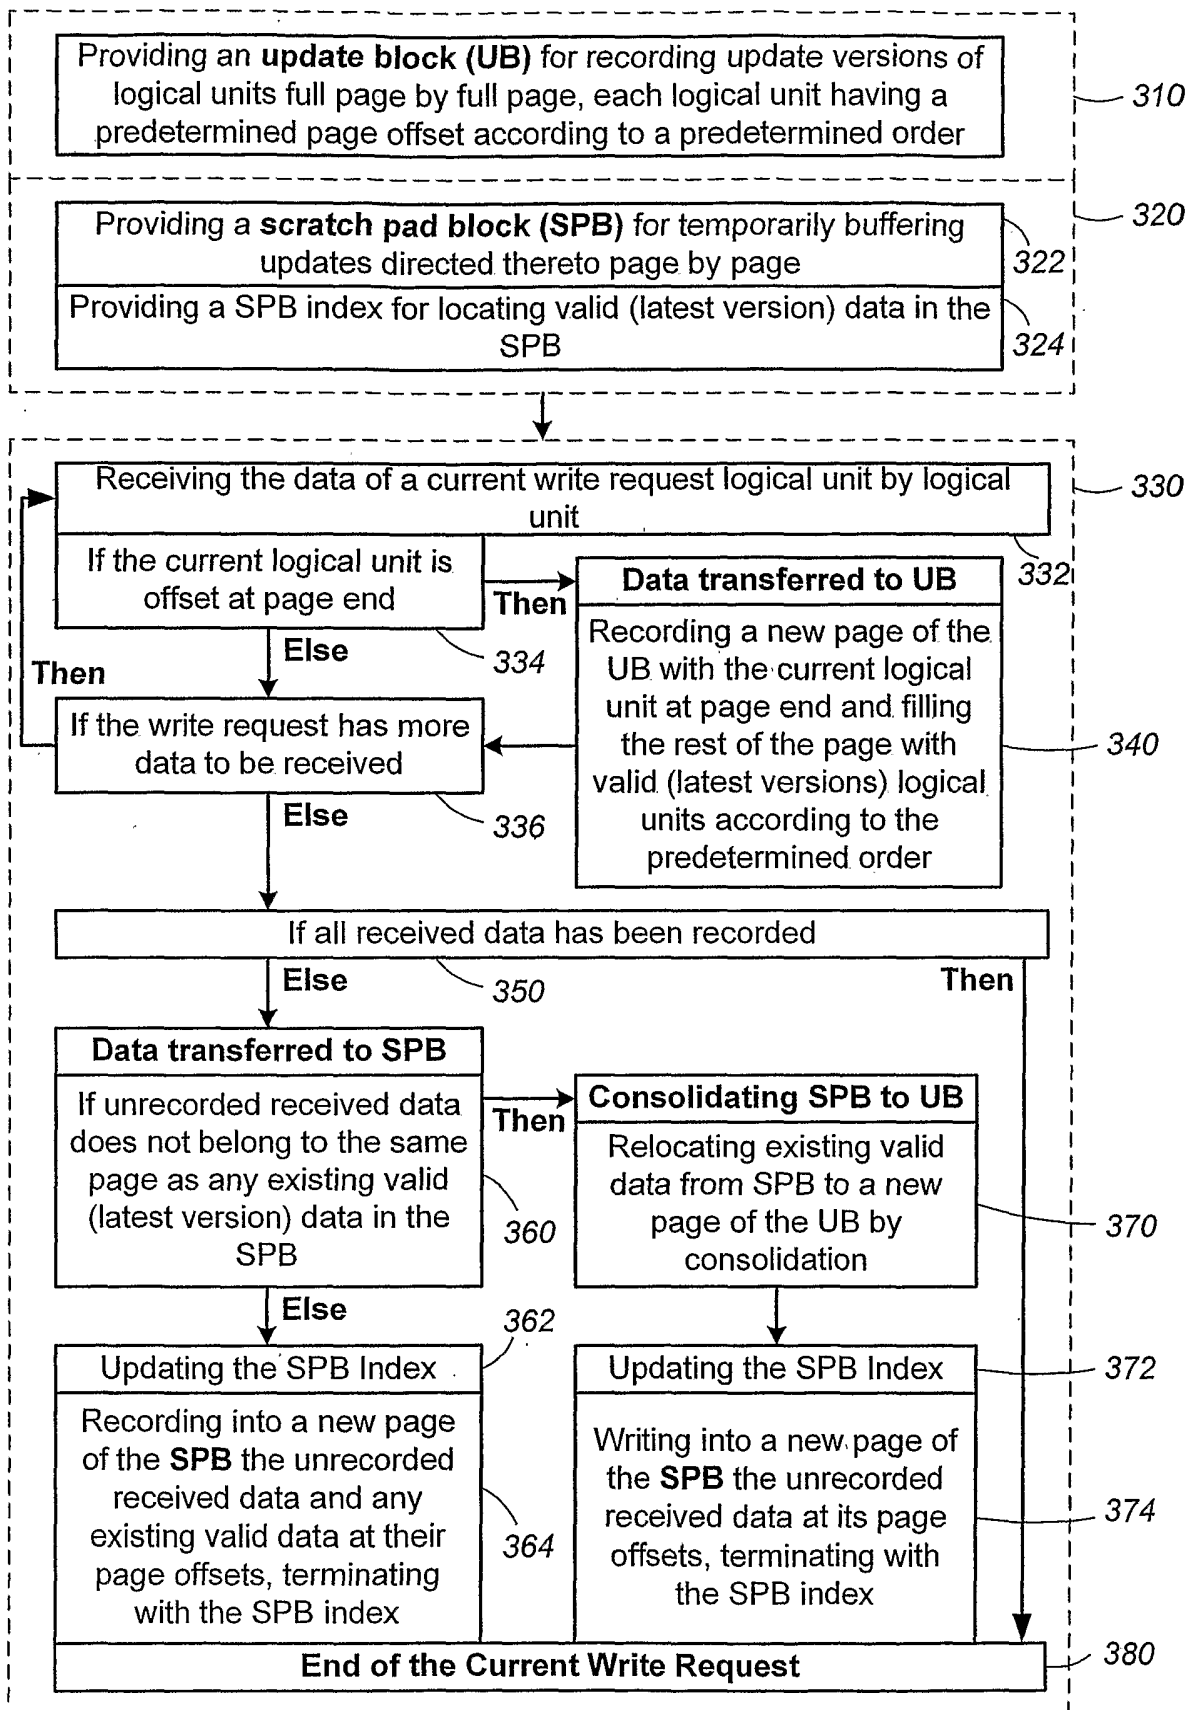 Providing an update block (UB) for recording update versions of
logical units full page by full page, each logical unit having a
predetermined page offset according to a predetermined order
310
320
Providing a scratch pad block (SPB) for temporarily buffering
updates directed thereto page by page
322
Providing a SPB index for locating valid (latest version) data in the
SPB
324
Receiving the data of a current write request logical unit by logical
unit
330
332
If the current logical unit is
offset at page end
334
Then
Else
Data transferred to UB
Recording a new page of the
UB with the current logical
unit at page end and filling
the rest of the page with
valid (latest versions) logical
units according to the
predetermined order
340
Then
If the write request has more
data to be received
336
Else
If all received data has been recorded
350
Else
Then
Data transferred to SPB
If unrecorded received data
does not belong to the same
page as any existing valid
(latest version) data in the
SPB
360
Then
Else
Consolidating SPB to UB
Relocating existing valid
data from SPB to a new
page of the UB by
consolidation
370
362
Updating the SPB Index
Recording into a new page
of the SPB the unrecorded
received data and any
existing valid data at their
page offsets, terminating
with the SPB index
364
Updating the SPB Index
372
Writing into a new page of
the SPB the unrecorded
received data at its page
offsets, terminating with
the SPB index
374
End of the Current Write Request
380